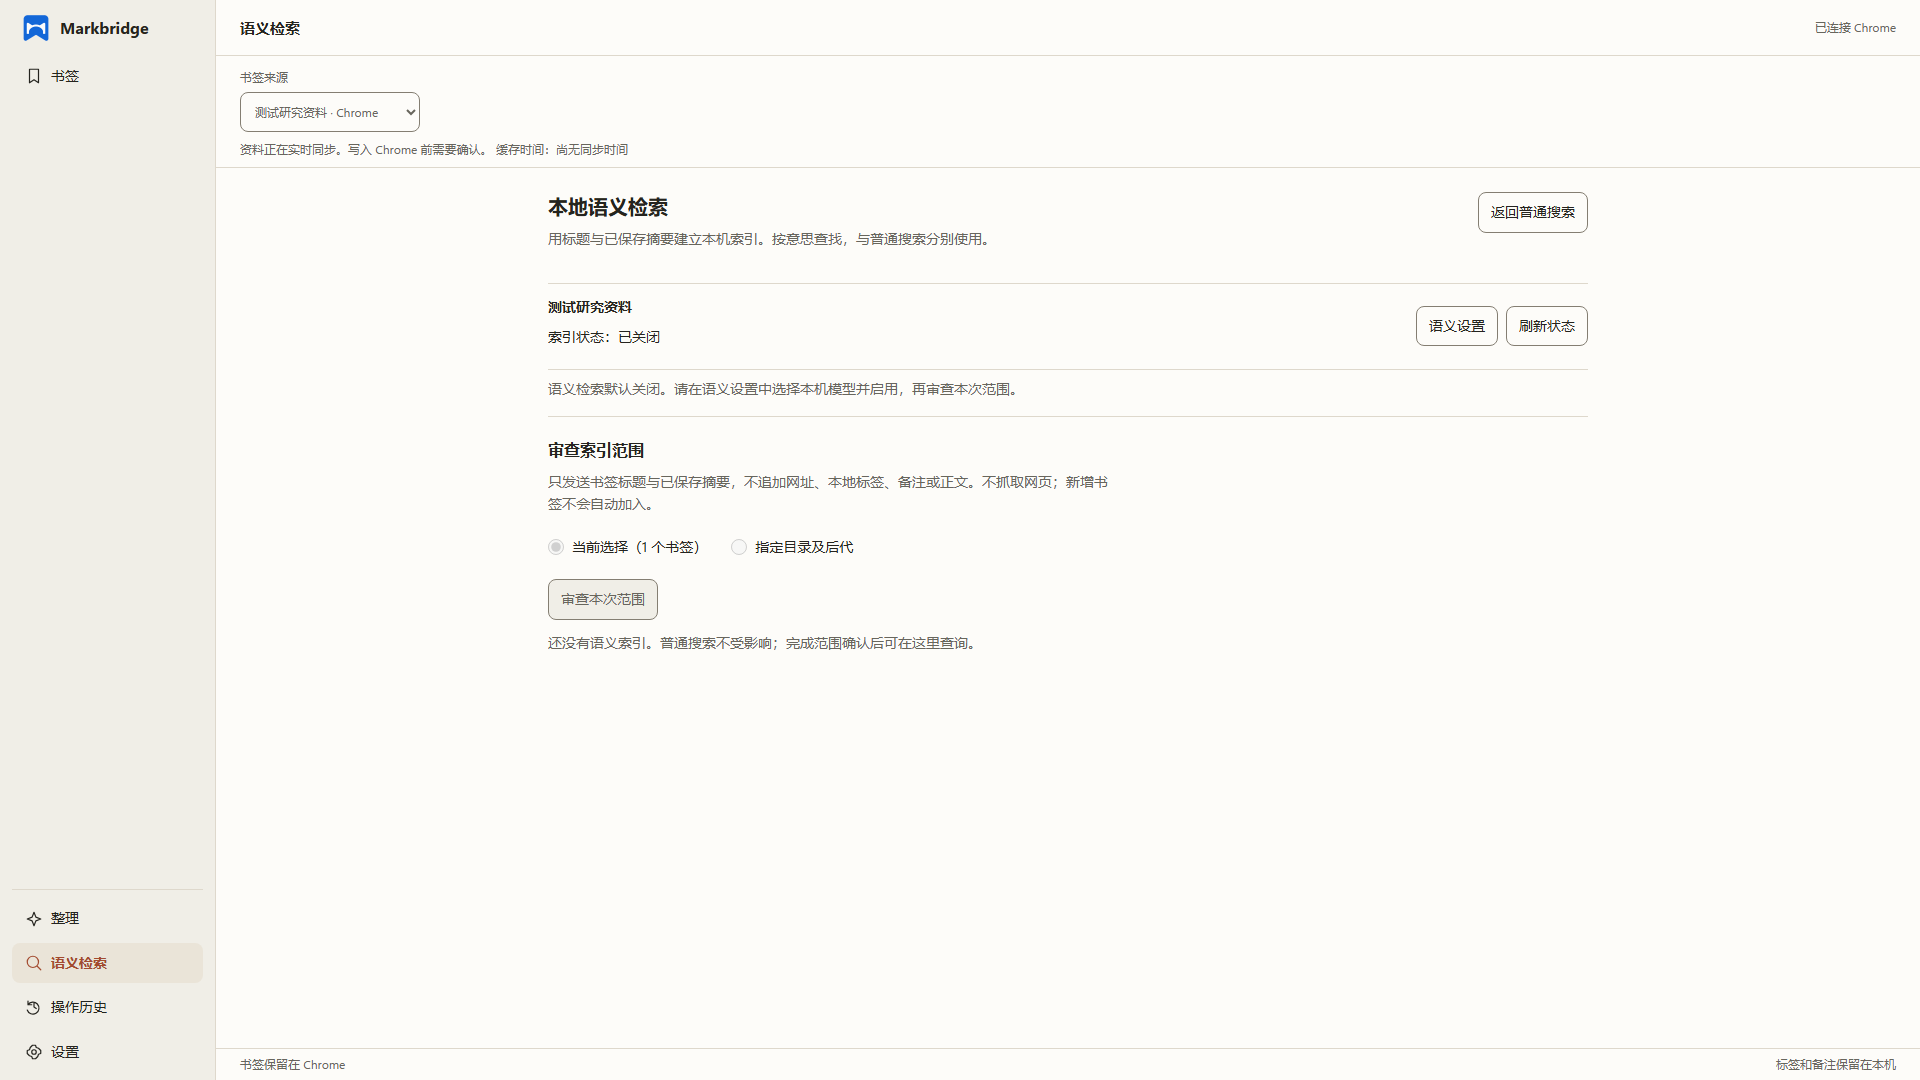 Markbridge
书签
整理
语义检索
操作历史
设置
语义检索
已连接 Chrome
书签来源
测试研究资料 · Chrome
资料正在实时同步。写入 Chrome 前需要确认。 缓存时间：尚无同步时间
本地语义检索
用标题与已保存摘要建立本机索引。按意思查找，与普通搜索分别使用。
返回普通搜索
测试研究资料
索引状态：已关闭
语义设置
刷新状态
语义检索默认关闭。请在语义设置中选择本机模型并启用，再审查本次范围。
审查索引范围
只发送书签标题与已保存摘要，不追加网址、本地标签、备注或正文。不抓取网页；新增书
签不会自动加入。
当前选择（1 个书签）
指定目录及后代
审查本次范围
还没有语义索引。普通搜索不受影响；完成范围确认后可在这里查询。
书签保留在 Chrome
标签和备注保留在本机